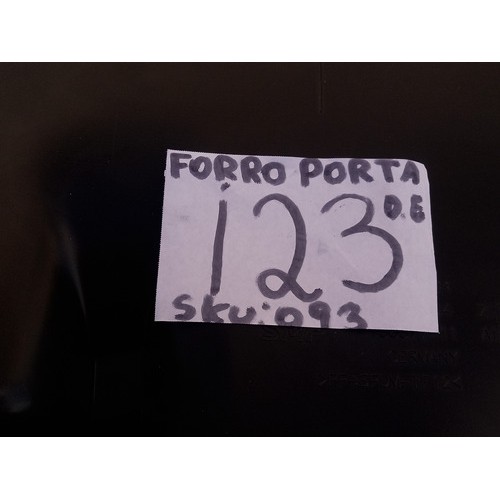 FORRO PORTA
D.E
123
SKU:093